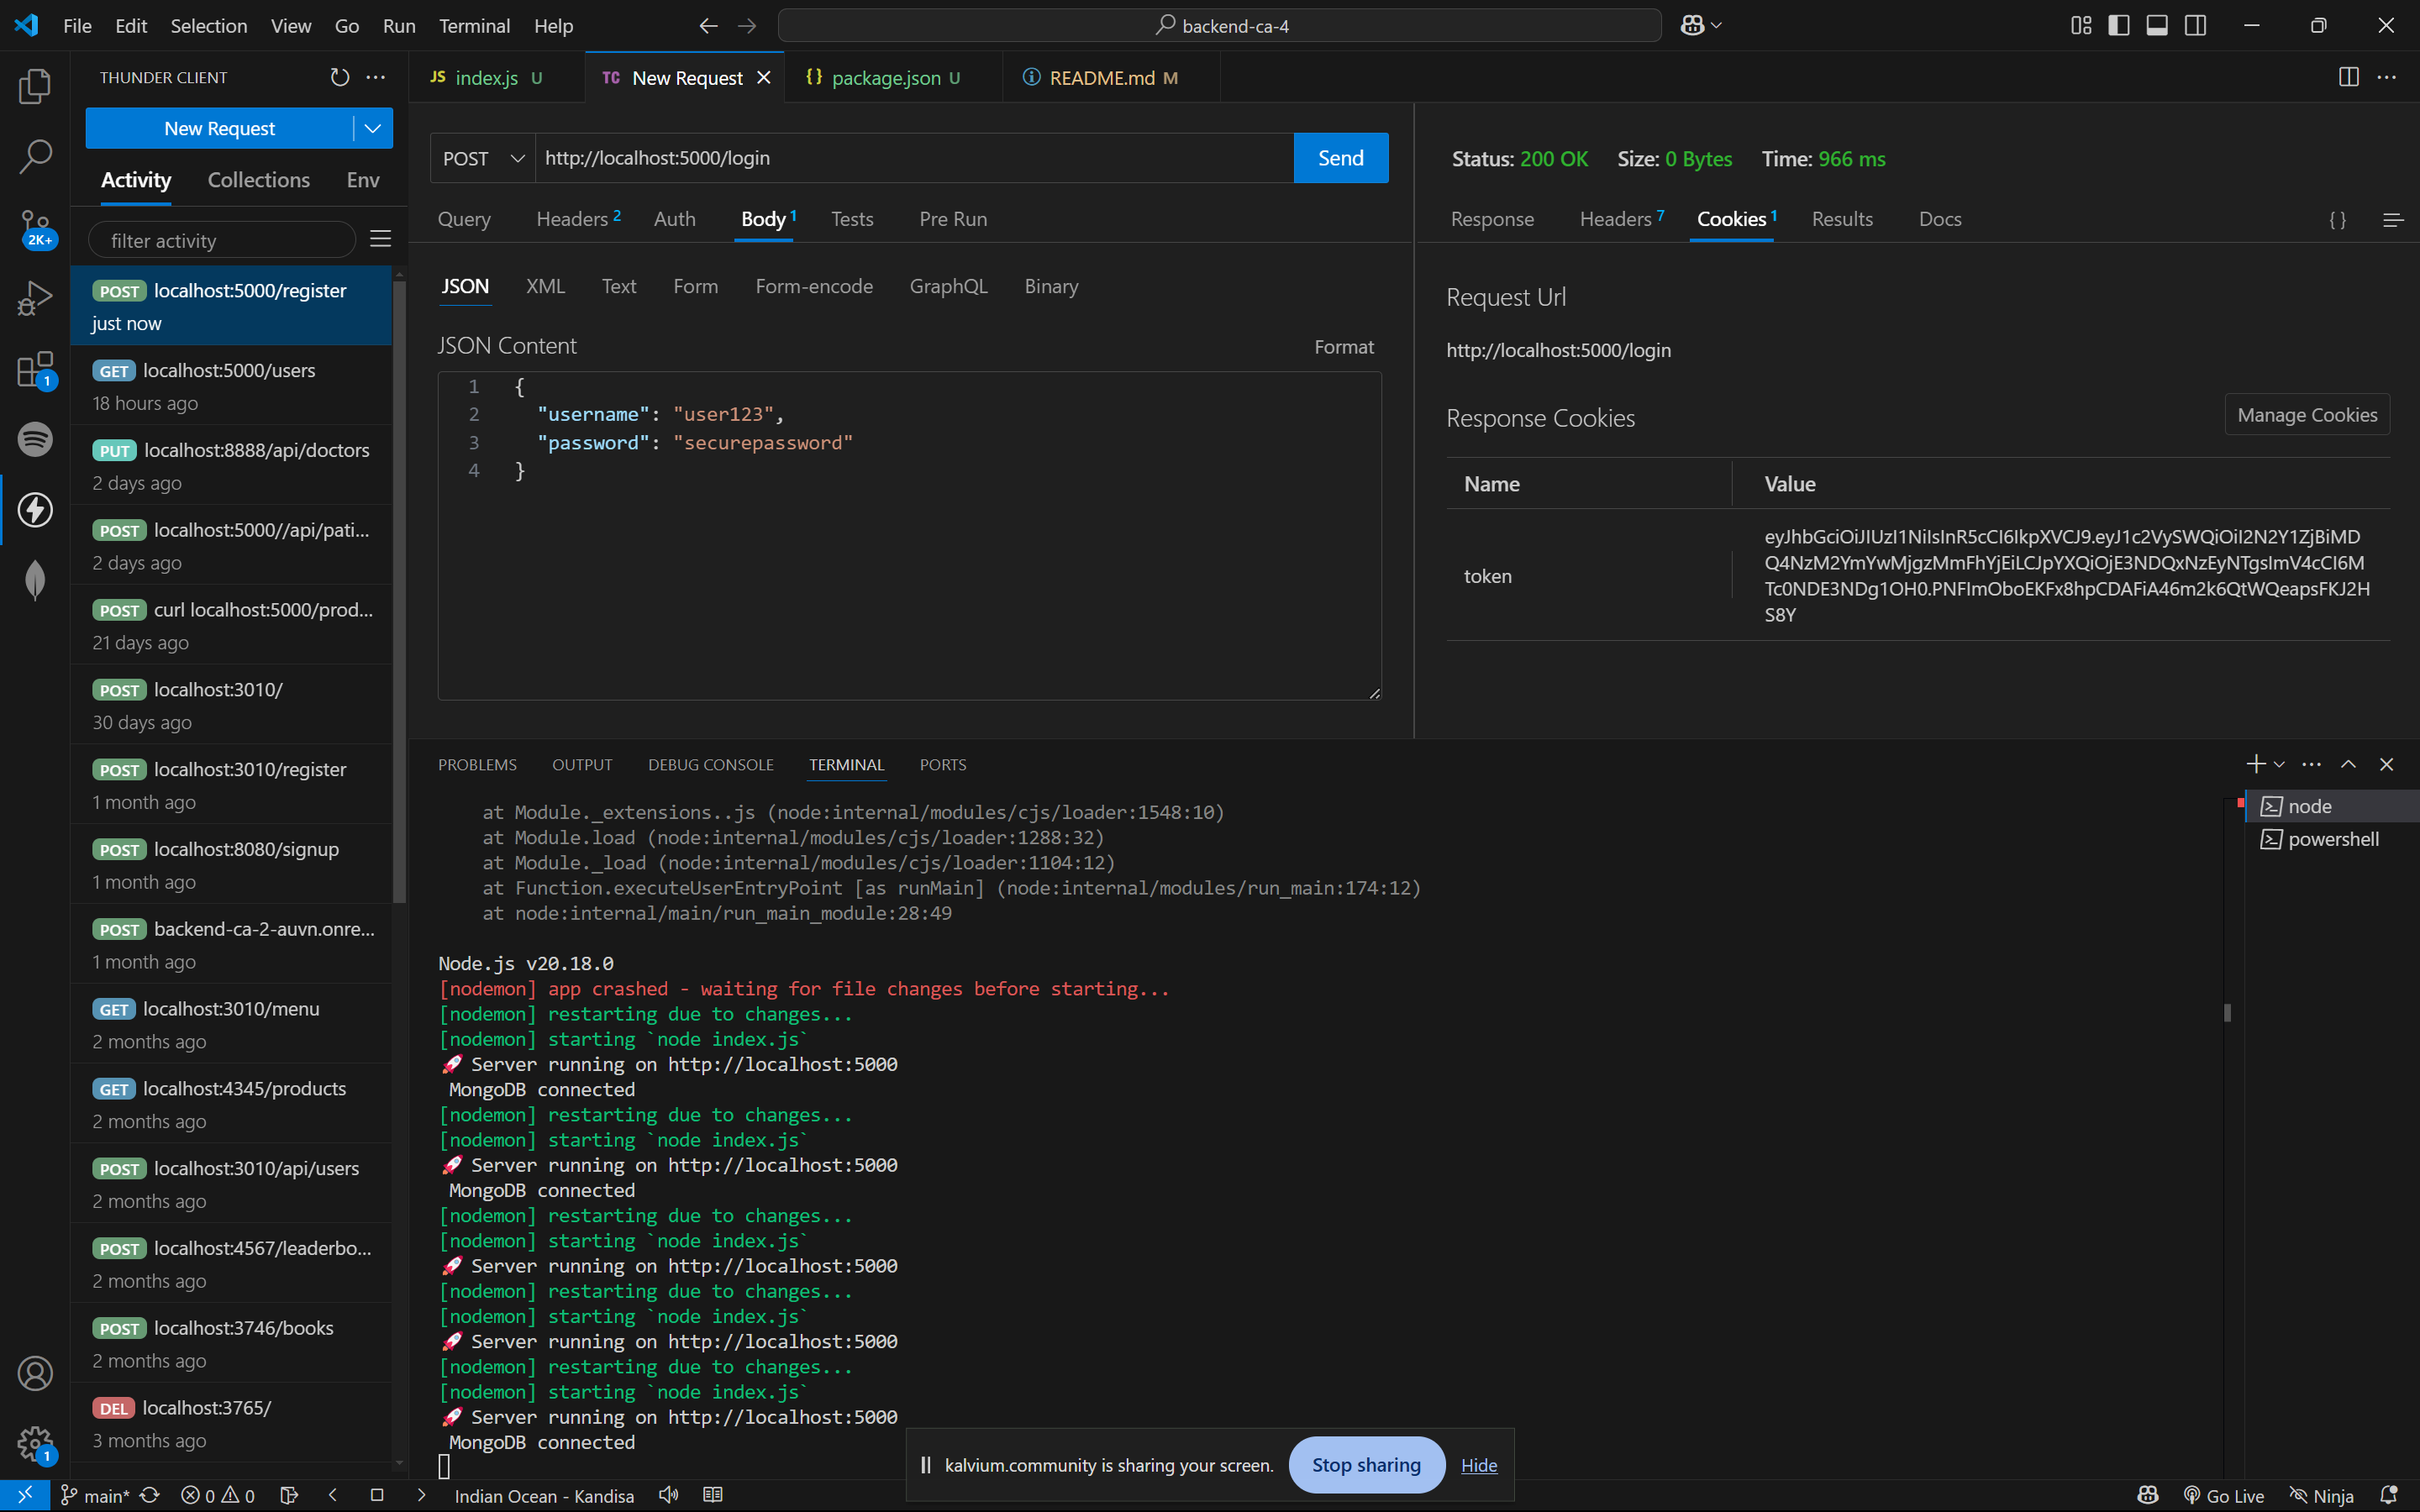 File Edit Selection View Go Run Terminal Help
backend-ca-4
THUNDER CLIENT
New Request
Activity Collections Env
filter activity
POST localhost:5000/register
just now
GET localhost:5000/users
18 hours ago
PUT localhost:8888/api/doctors
2 days ago
POST localhost:5000//api/pati...
2 days ago
POST curl localhost:5000/prod...
21 days ago
POST localhost:3010/
30 days ago
POST localhost:3010/register
1 month ago
POST localhost:8080/signup
1 month ago
POST backend-ca-2-auvn.onre...
1 month ago
GET localhost:3010/menu
2 months ago
GET localhost:4345/products
2 months ago
POST localhost:3010/api/users
2 months ago
POST localhost:4567/leaderbo...
2 months ago
POST localhost:3746/books
2 months ago
DEL localhost:3765/
3 months ago
2K+
1
1
JS index.js U
TC New Request
{} package.json U
README.md M
POST http://localhost:5000/login Send
Query Headers 2 Auth Body 1 Tests Pre Run
JSON XML Text Form Form-encode GraphQL Binary
JSON Content Format
1 {
2 "username": "user123",
3 "password": "securepassword"
4 }
Status: 200 OK Size: 0 Bytes Time: 966 ms
Response Headers 7 Cookies 1 Results Docs { }
Request Url
http://localhost:5000/login
Response Cookies Manage Cookies
Name Value
token
PROBLEMS OUTPUT DEBUG CONSOLE TERMINAL PORTS
at Module._extensions..js (node:internal/modules/cjs/loader:1548:10)
at Module.load (node:internal/modules/cjs/loader:1288:32)
at Module._load (node:internal/modules/cjs/loader:1104:12)
at Function.executeUserEntryPoint [as runMain] (node:internal/modules/run_main:174:12)
at node:internal/main/run_main_module:28:49
Node.js v20.18.0
[nodemon] app crashed - waiting for file changes before starting...
[nodemon] restarting due to changes...
[nodemon] starting `node index.js`
🚀 Server running on http://localhost:5000
MongoDB connected
[nodemon] restarting due to changes...
[nodemon] starting `node index.js`
🚀 Server running on http://localhost:5000
MongoDB connected
[nodemon] restarting due to changes...
[nodemon] starting `node index.js`
🚀 Server running on http://localhost:5000
[nodemon] restarting due to changes...
[nodemon] starting `node index.js`
🚀 Server running on http://localhost:5000
[nodemon] restarting due to changes...
[nodemon] starting `node index.js`
🚀 Server running on http://localhost:5000
MongoDB connected
node
powershell
kalvium.community is sharing your screen. Stop sharing Hide
main* 0 0 Indian Ocean - Kandisa Go Live Ninja